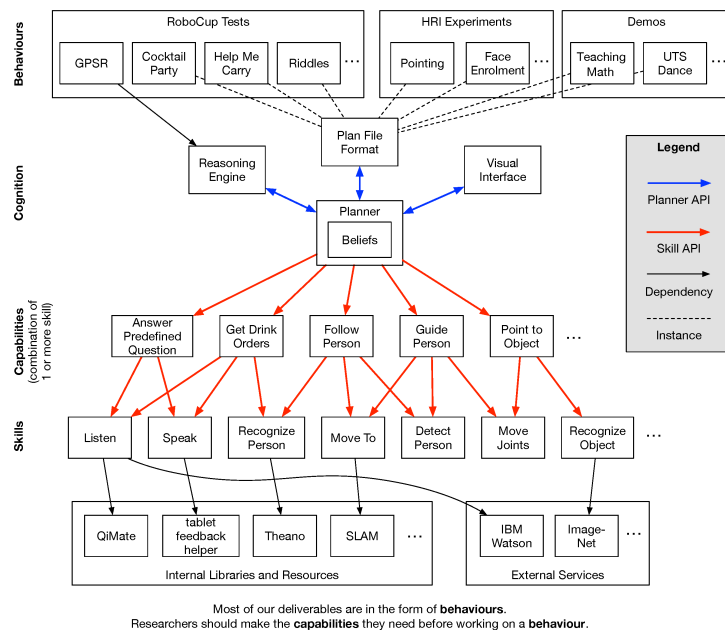 Behaviours
RoboCup Tests
GPSR
Cocktail
Party
Help Me
Carry
Riddles
...
HRI Experiments
Pointing
Face
Enrolment
...
Demos
Teaching
Math
UTS
Dance
...
Cognition
Plan File
Format
Reasoning
Engine
Visual
Interface
Planner
Beliefs
Legend
Planner API
Skill API
Dependency
Instance
Capabilities
(combination of
1 or more skill)
Answer
Predefined
Question
Get Drink
Orders
Follow
Person
Guide
Person
Point to
Object
...
Skills
Listen
Speak
Recognize
Person
Move To
Detect
Person
Move
Joints
Recognize
Object
...
QiMate
tablet
feedback
helper
Theano
SLAM
...
Internal Libraries and Resources
IBM
Watson
Image-
Net
...
External Services
Most of our deliverables are in the form of behaviours.
Researchers should make the capabilities they need before working on a behaviour.